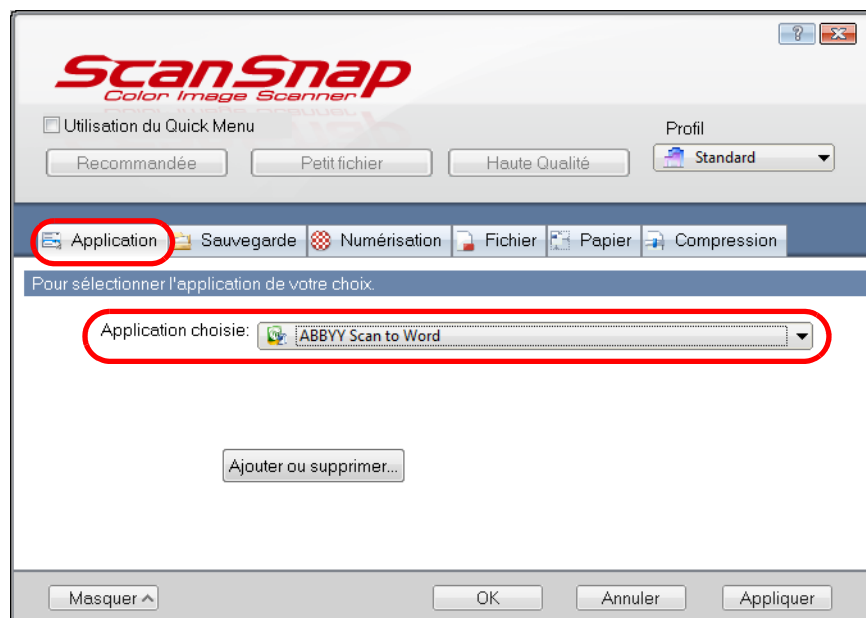 ScanSnap
Color Image Scanner
Utilisation du Quick Menu
Profil
Recommandée Petit fichier Haute Qualité Standard
Application Sauvegarde Numérisation Fichier Papier Compression
Pour sélectionner l'application de votre choix.
Application choisie: ABBYY Scan to Word
Ajouter ou supprimer...
Masquer OK Annuler Appliquer